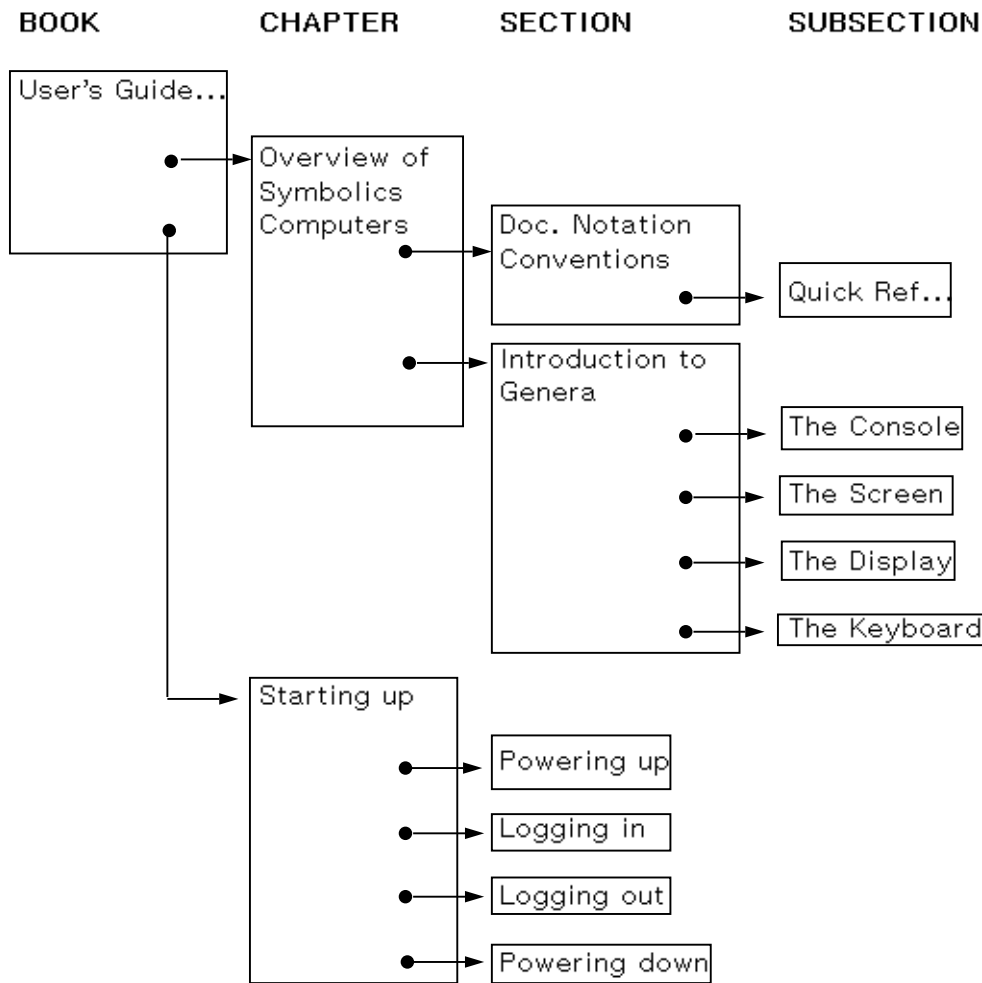 BOOK CHAPTER SECTION SUBSECTION
User's Guide...
Overview of
Symbolics
Computers
Doc. Notation
Conventions
Quick Ref...
Introduction to
Genera
The Console
The Screen
The Display
The Keyboard
Starting up
Powering up
Logging in
Logging out
Powering down